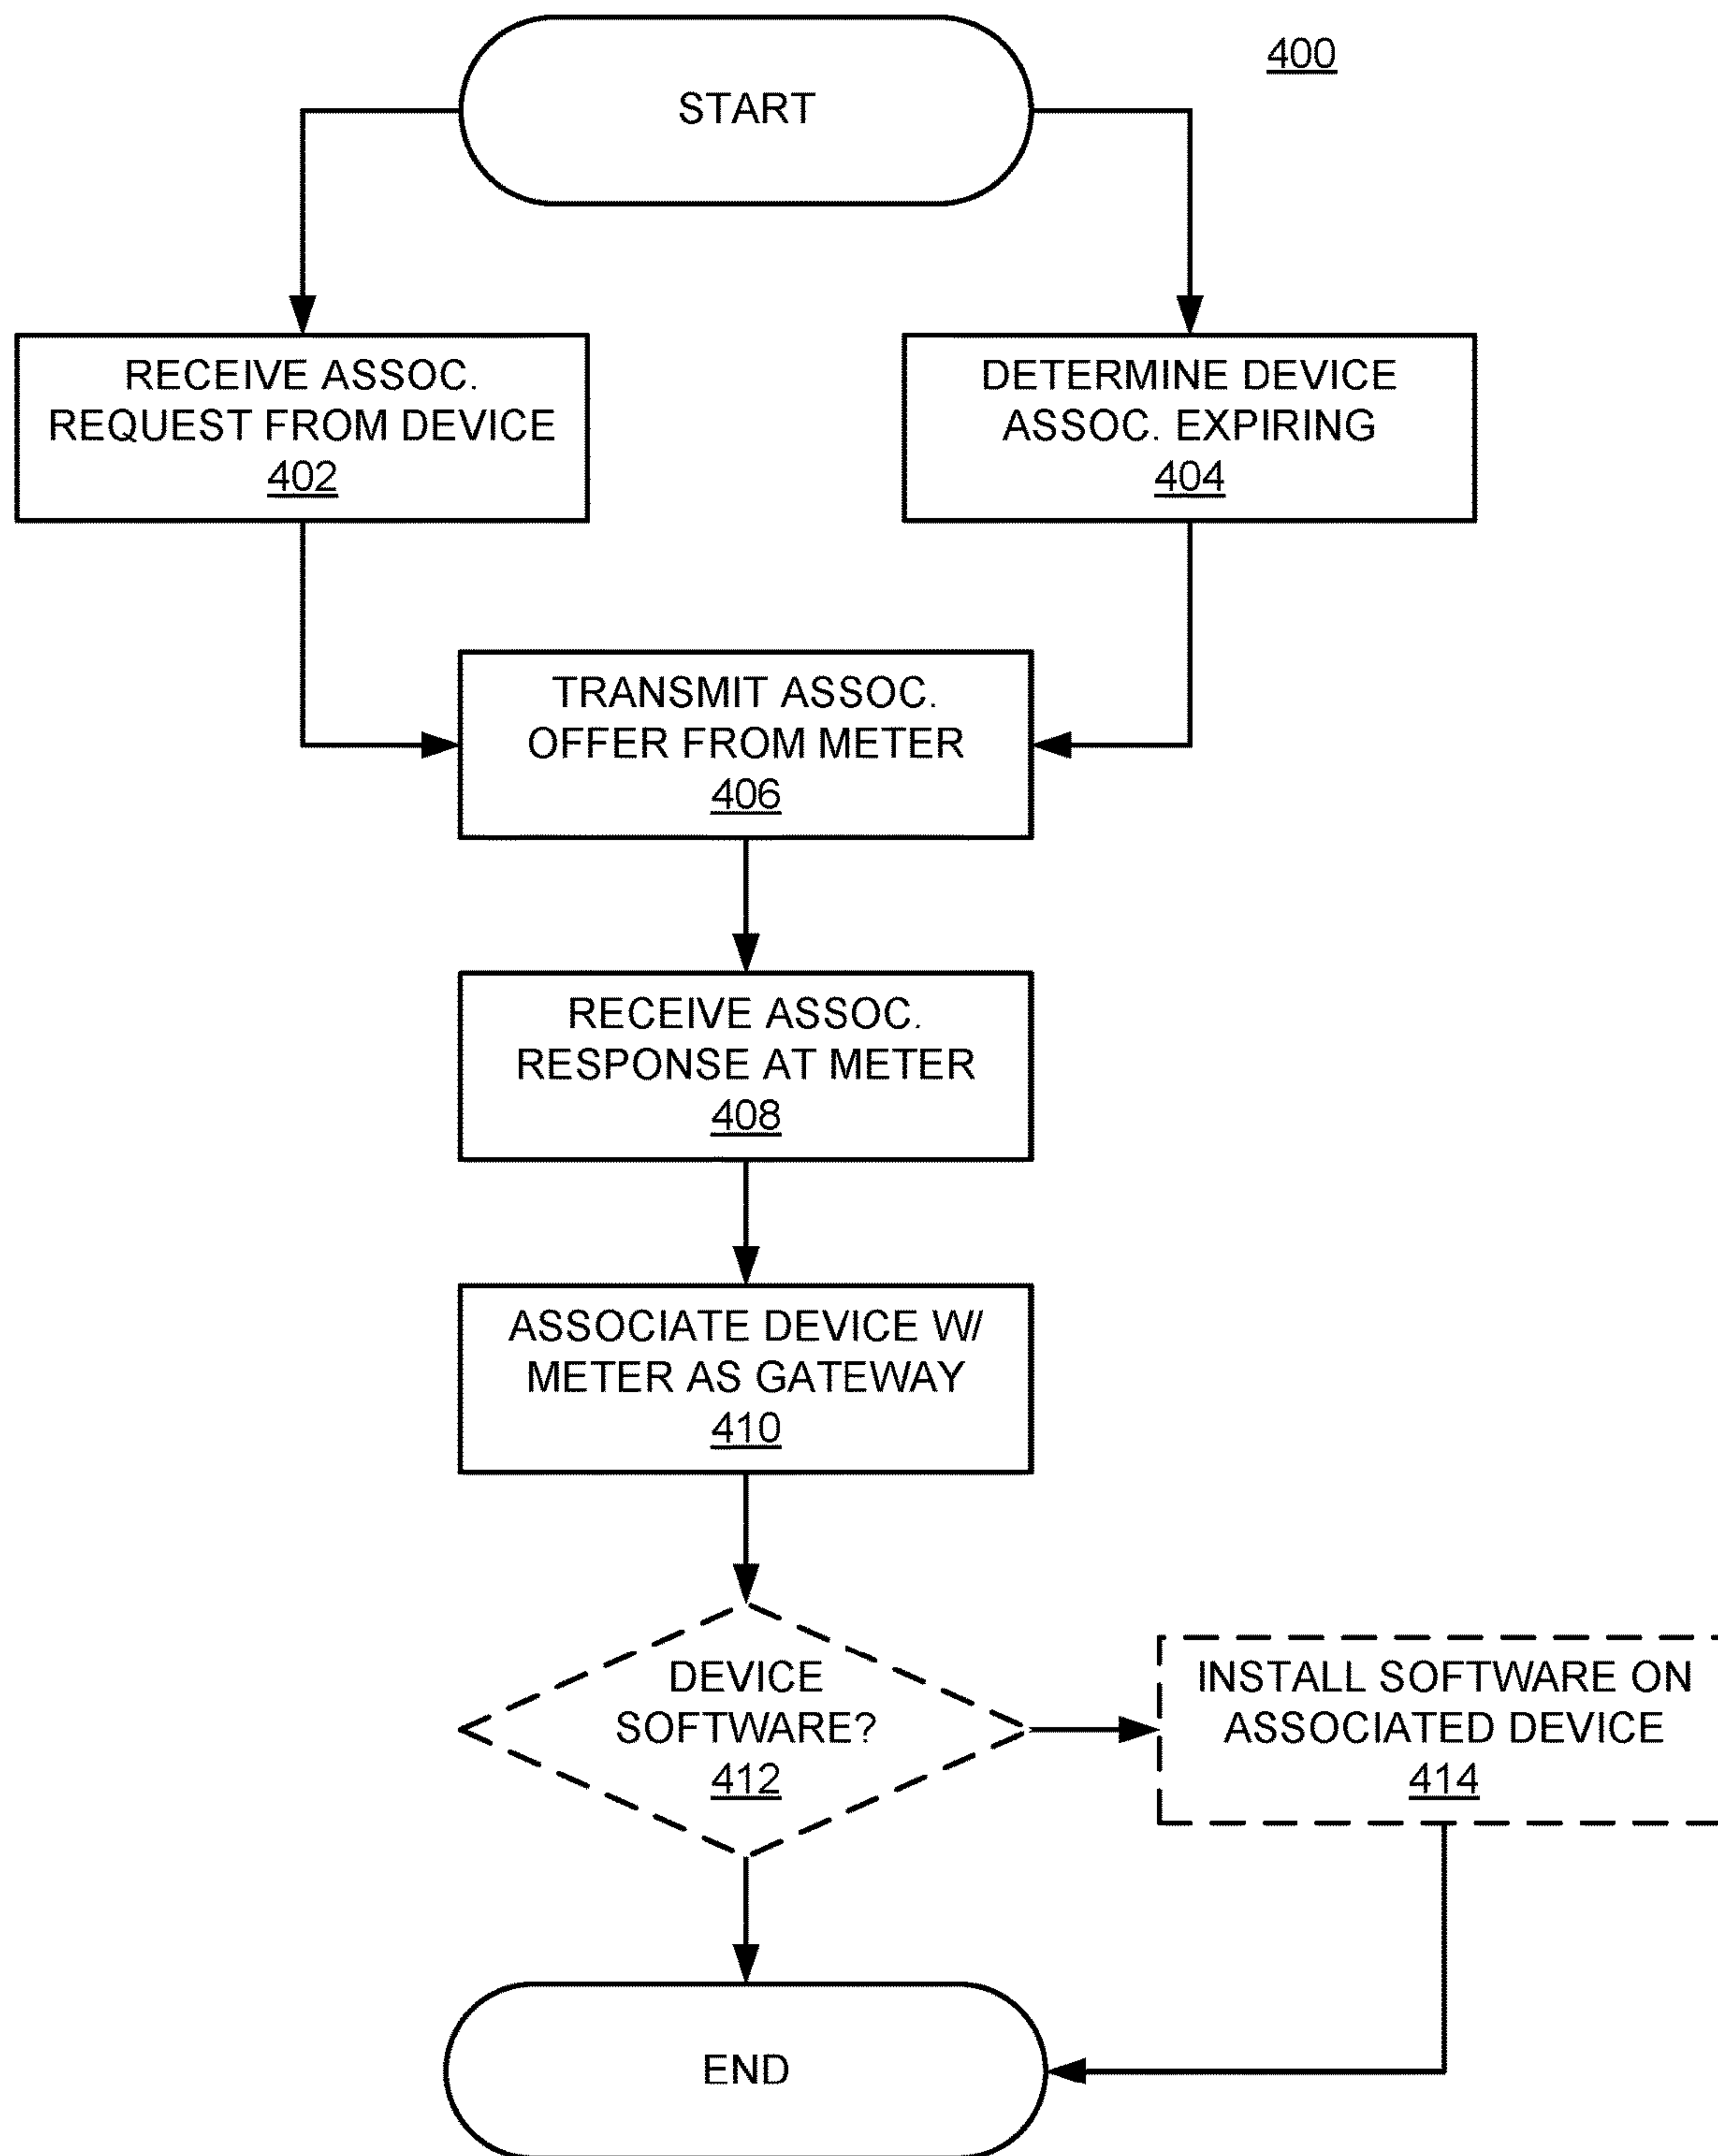 400
START
RECEIVE ASSOC.
REQUEST FROM DEVICE
402
DETERMINE DEVICE
ASSOC. EXPIRING
404
TRANSMIT ASSOC.
OFFER FROM METER
406
RECEIVE ASSOC.
RESPONSE AT METER
408
ASSOCIATE DEVICE W/
METER AS GATEWAY
410
DEVICE
SOFTWARE?
412
INSTALL SOFTWARE ON
ASSOCIATED DEVICE
414
END